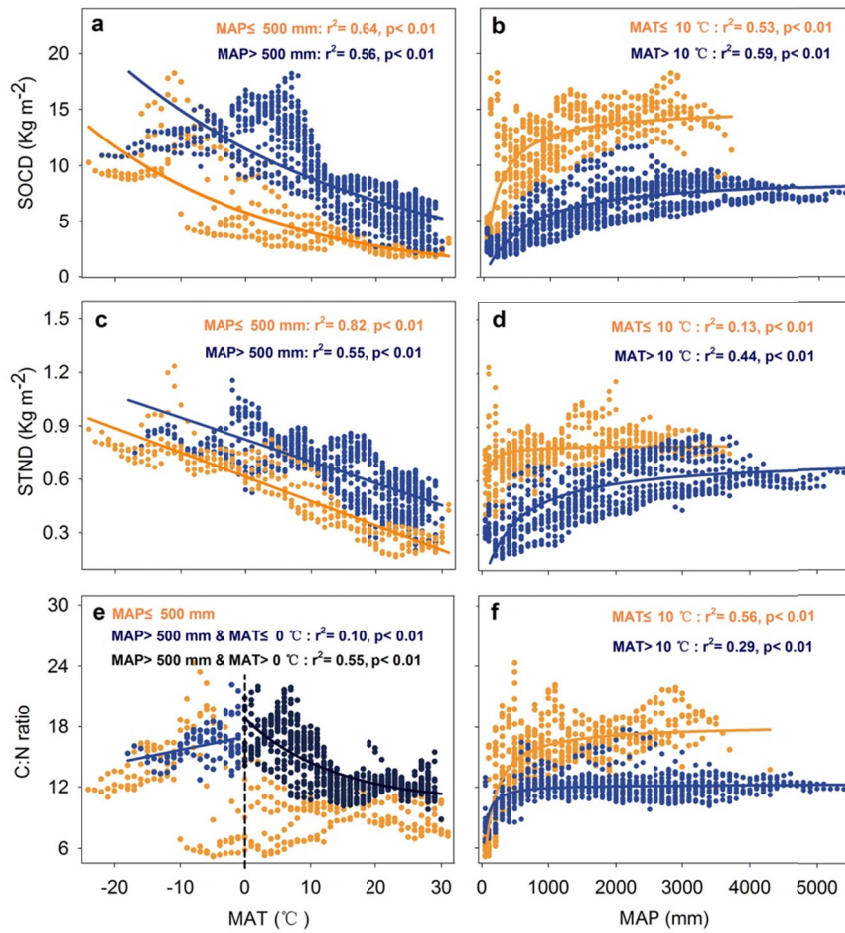 a
MAP≤ 500 mm: r²= 0.64, p< 0.01
MAP> 500 mm: r²= 0.56, p< 0.01
20
15
10
5
0
SOCD (Kg m⁻²)
-20
-10
0
10
20
30
b
MAT≤ 10 ℃ : r²= 0.53, p< 0.01
MAT> 10 ℃ : r²= 0.59, p< 0.01
c
MAP≤ 500 mm: r²= 0.82, p< 0.01
MAP> 500 mm: r²= 0.55, p< 0.01
1.5
1.2
0.9
0.6
0.3
STND (Kg m⁻²)
d
MAT≤ 10 ℃ : r²= 0.13, p< 0.01
MAT> 10 ℃ : r²= 0.44, p< 0.01
e
MAP≤ 500 mm
MAP> 500 mm & MAT≤ 0 ℃ : r²= 0.10, p< 0.01
MAP> 500 mm & MAT> 0 ℃ : r²= 0.55, p< 0.01
30
24
18
12
6
C:N ratio
-20 -10 0 10 20 30
MAT (℃)
f
MAT≤ 10 ℃ : r²= 0.56, p< 0.01
MAT> 10 ℃ : r²= 0.29, p< 0.01
0 1000 2000 3000 4000 5000
MAP (mm)